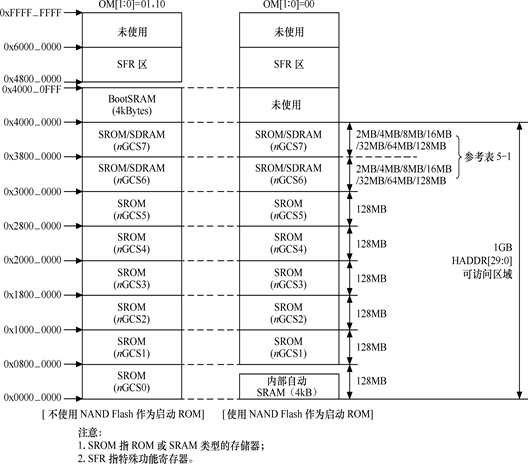 OM[1:0]=01,10
OM[1:0]=00
0xFFFF_FFFF
未使用
未使用
0x6000_0000
SFR 区
SFR 区
0x4800_0000
0x4000_0FFF
BootSRAM
(4kBytes)
未使用
0x4000_0000
SROM/SDRAM
(nGCS7)
SROM/SDRAM
(nGCS7)
2MB/4MB/8MB/16MB
/32MB/64MB/128MB
参考表 5-1
0x3800_0000
SROM/SDRAM
(nGCS6)
SROM/SDRAM
(nGCS6)
2MB/4MB/8MB/16MB
/32MB/64MB/128MB
0x3000_0000
SROM
(nGCS5)
SROM
(nGCS5)
128MB
0x2800_0000
SROM
(nGCS4)
SROM
(nGCS4)
128MB
1GB
HADDR[29:0]
可访问区域
0x2000_0000
SROM
(nGCS3)
SROM
(nGCS3)
128MB
0x1800_0000
SROM
(nGCS2)
SROM
(nGCS2)
128MB
0x1000_0000
SROM
(nGCS1)
SROM
(nGCS1)
128MB
0x0800_0000
SROM
(nGCS0)
内部自动
SRAM（4kB）
128MB
0x0000_0000
[ 不使用 NAND Flash 作为启动 ROM]
[ 使用 NAND Flash 作为启动 ROM]
注意：
1. SROM 指 ROM 或 SRAM 类型的存储器；
2. SFR 指特殊功能寄存器。